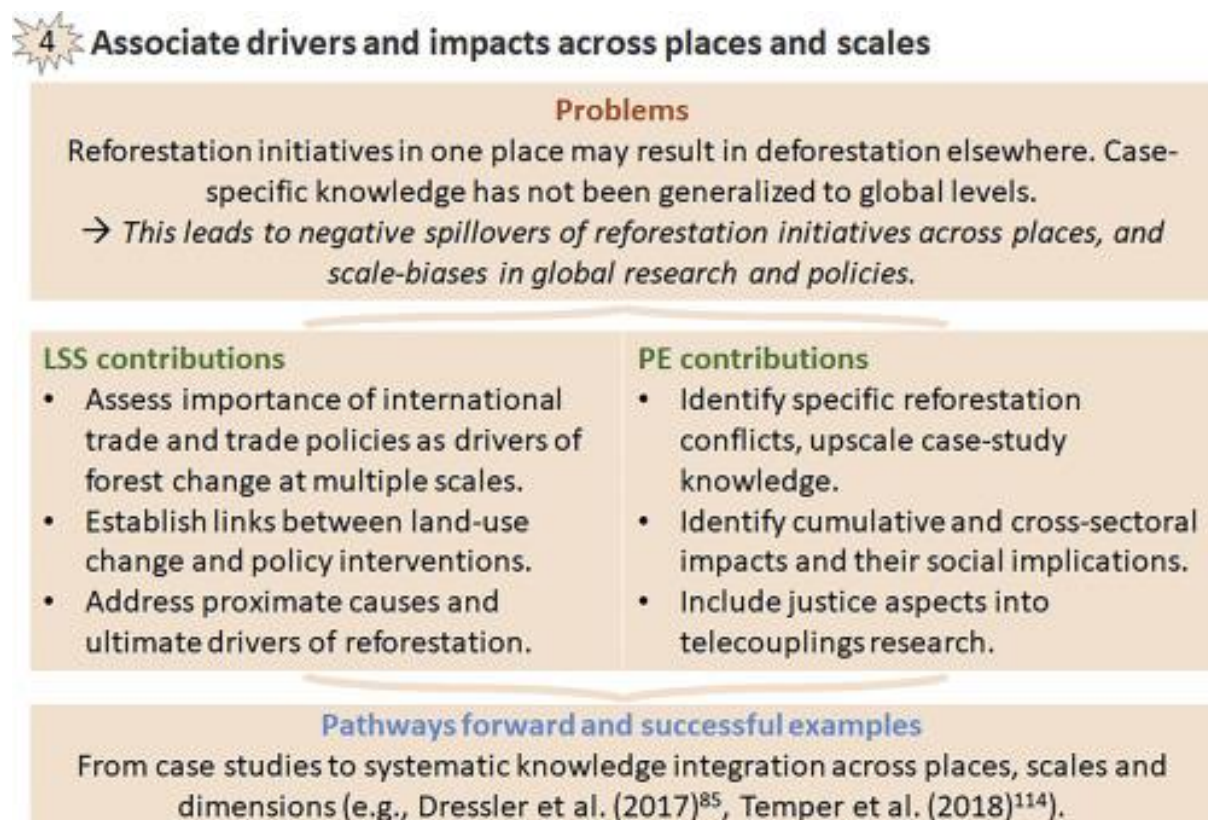 4 Associate drivers and impacts across places and scales
Problems
Reforestation initiatives in one place may result in deforestation elsewhere. Case-
specific knowledge has not been generalized to global levels.
→ This leads to negative spillovers of reforestation initiatives across places, and
scale-biases in global research and policies.
LSS contributions
• Assess importance of international
trade and trade policies as drivers of
forest change at multiple scales.
• Establish links between land-use
change and policy interventions.
• Address proximate causes and
ultimate drivers of reforestation.
PE contributions
• Identify specific reforestation
conflicts, upscale case-study
knowledge.
• Identify cumulative and cross-sectoral
impacts and their social implications.
• Include justice aspects into
telecouplings research.
Pathways forward and successful examples
From case studies to systematic knowledge integration across places, scales and
dimensions (e.g., Dressler et al. (2017)⁸⁵, Temper et al. (2018)¹¹⁴).